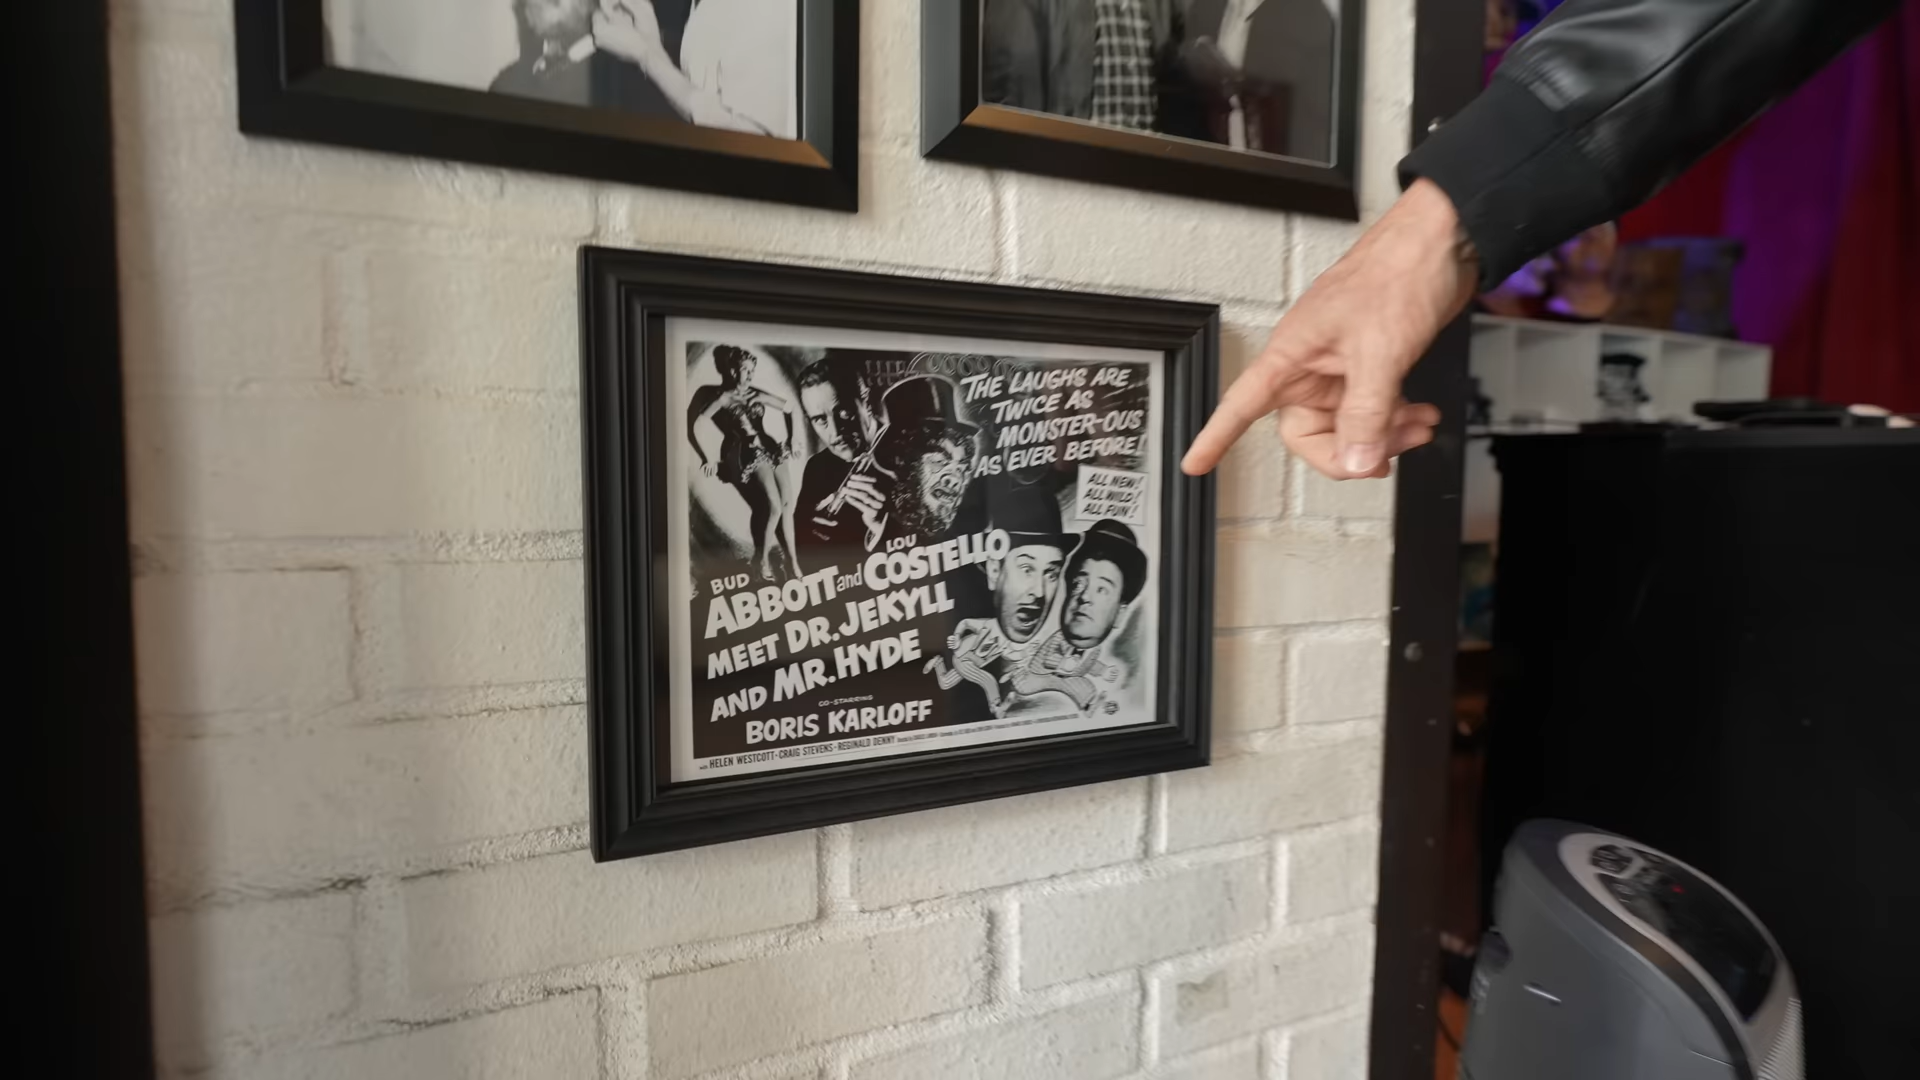 THE LAUGHS ARE
TWICE AS
MONSTER-OUS
AS EVER BEFORE!
ALL NEW!
ALL WILD!
ALL FUN!
BUD LOU
ABBOTT and COSTELLO
MEET DR. JEKYLL
AND MR. HYDE
CO-STARRING
BORIS KARLOFF
with HELEN WESTCOTT · CRAIG STEVENS · REGINALD DENNY